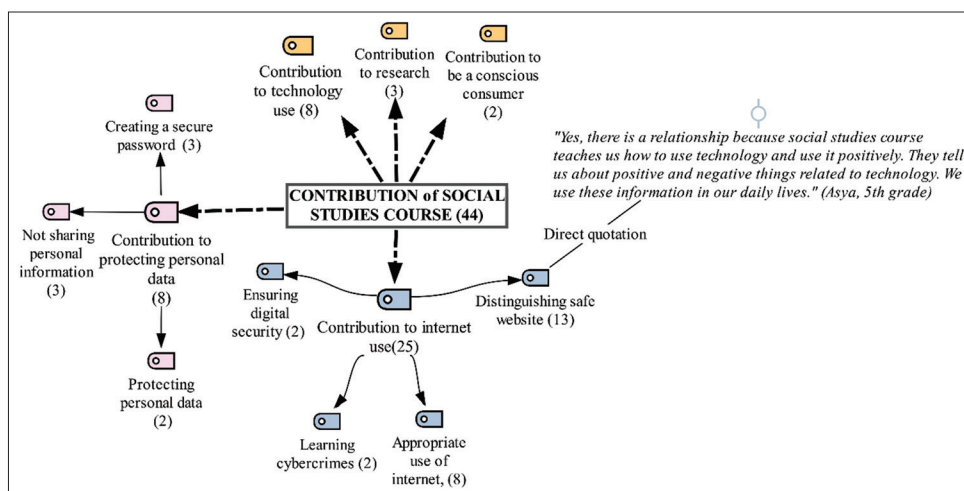 Contribution
to technology
use (8)
Contribution
to research
(3)
Contribution to
be a conscious
consumer
(2)
Creating a secure
password (3)
"Yes, there is a relationship because social studies course
teaches us how to use technology and use it positively. They tell
us about positive and negative things related to technology. We
use these information in our daily lives." (Asya, 5th grade)
CONTRIBUTION of SOCIAL
STUDIES COURSE (44)
Not sharing
personal
information
(3)
Contribution to
protecting personal
data
(8)
Direct quotation
Ensuring
digital
security (2)
Contribution to internet
use(25)
Distinguishing safe
website (13)
Protecting
personal data
(2)
Learning
cybercrimes (2)
Appropriate
use of
internet, (8)